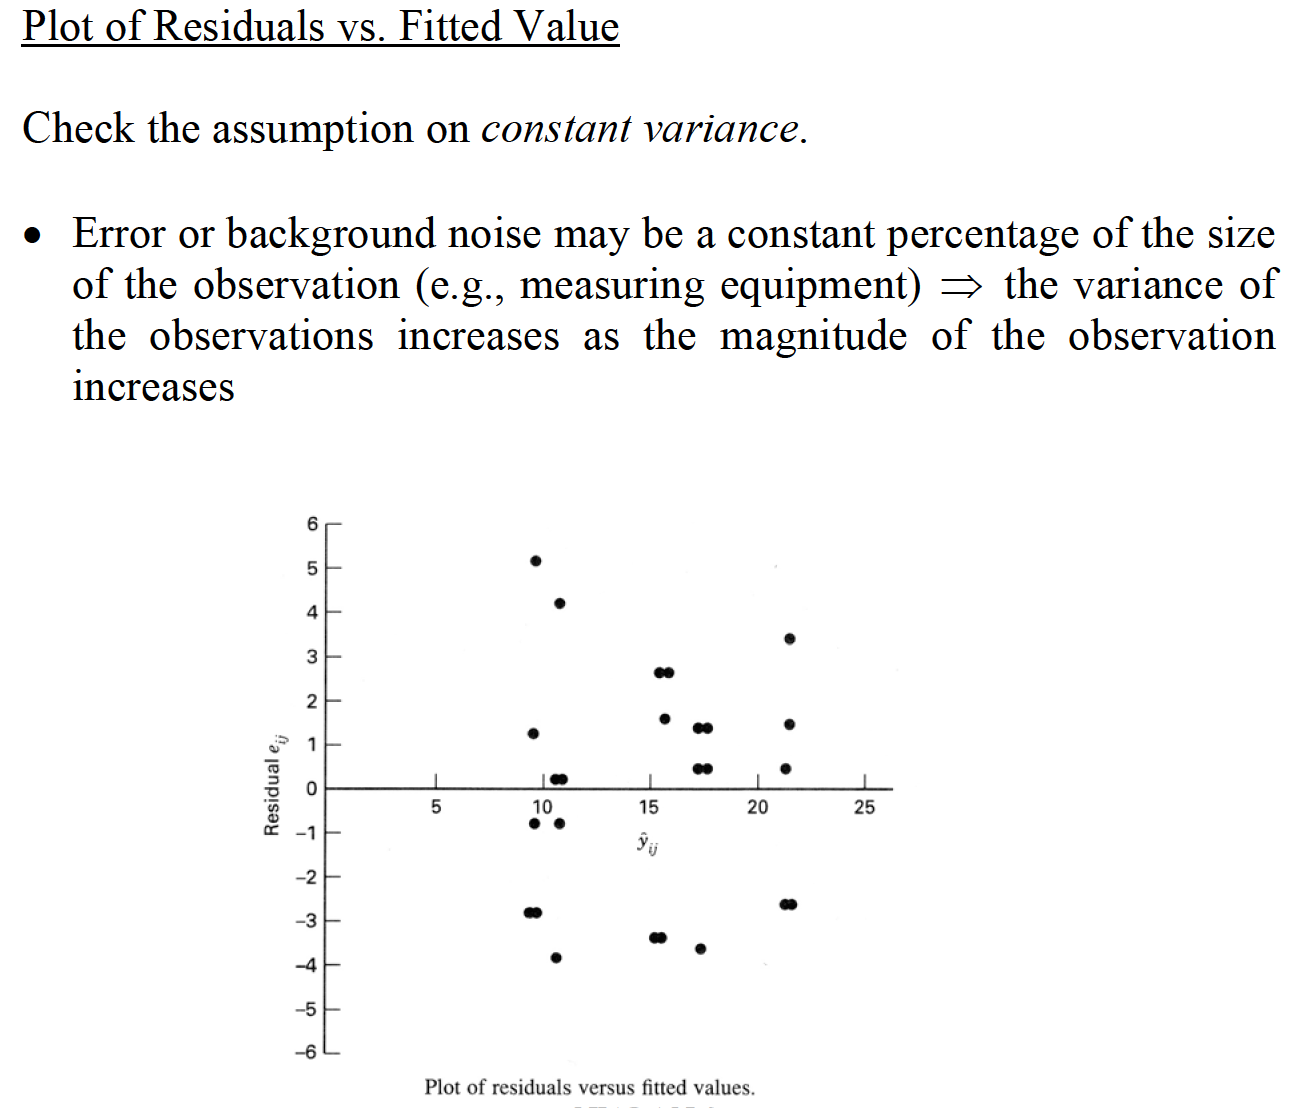 Plot of Residuals vs. Fitted Value
Check the assumption on constant variance.
• Error or background noise may be a constant percentage of the size
of the observation (e.g., measuring equipment) ⇒ the variance of
the observations increases as the magnitude of the observation
increases
6
5
4
3
2
1
0
−1
−2
−3
−4
−5
−6
Residual eij
5 10 15 20 25
ŷij
Plot of residuals versus fitted values.